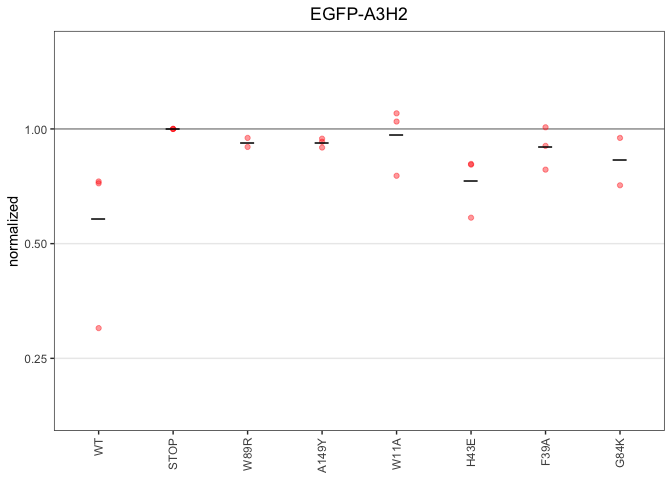 EGFP-A3H2
normalized
1.00
0.50
0.25
WT
STOP
W89R
A149Y
W11A
H43E
F39A
G84K